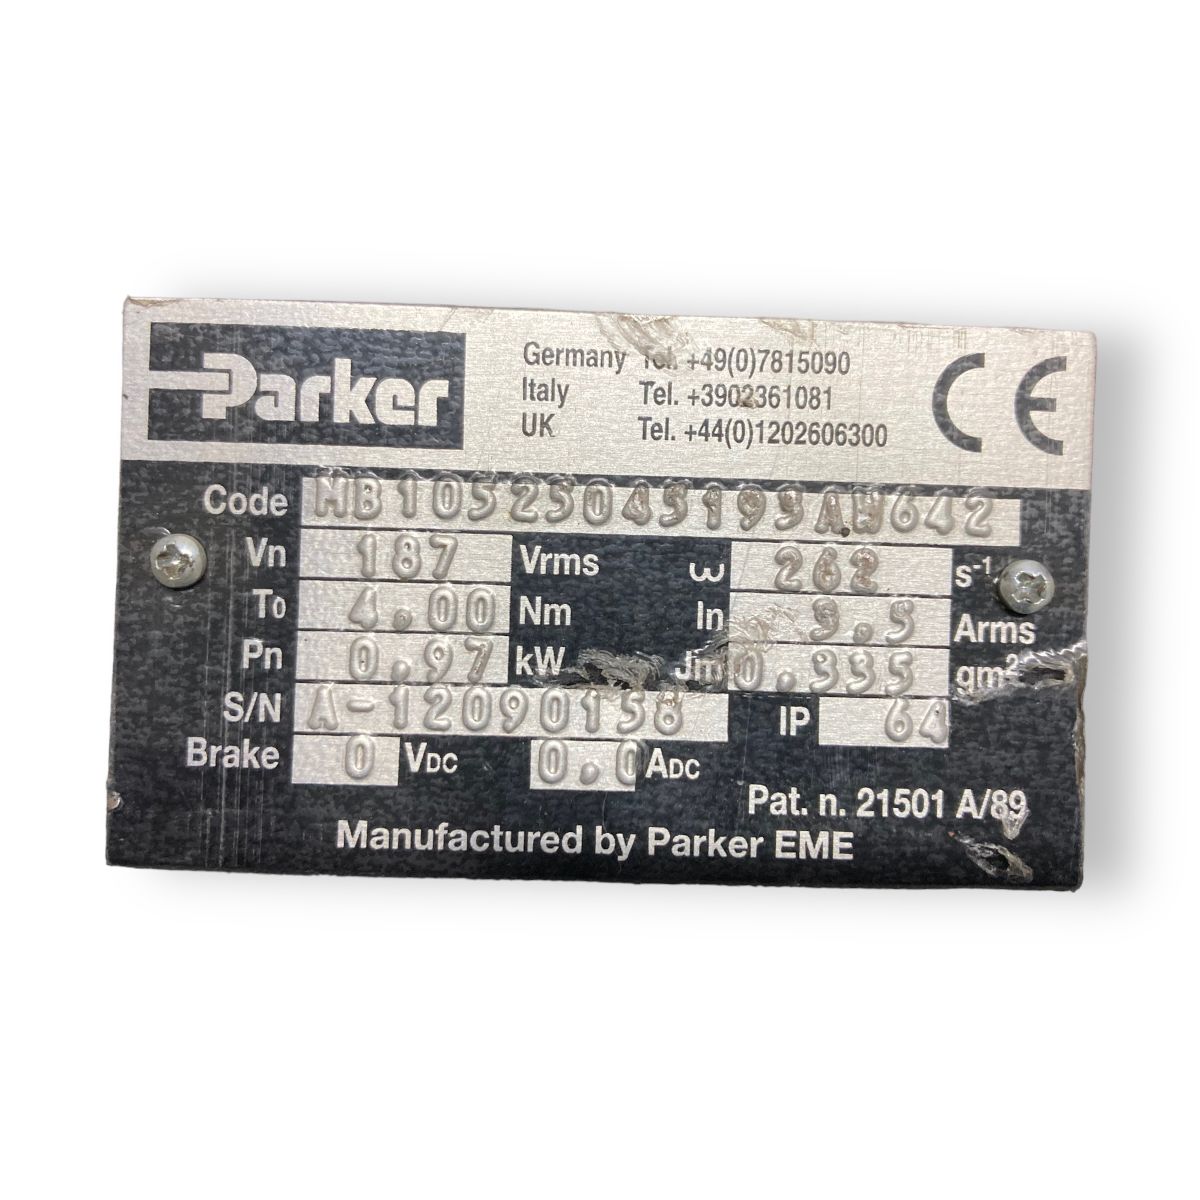 Parker
Germany Tel. +49(0)7815090
Italy Tel. +3902361081
UK Tel. +44(0)1202606300
CE
Code MB105250451993AW642
Vn 187 Vrms ω 262 s-1
To 4.00 Nm In 3.5 Arms
Pn 0.97 kW Jm 0.335 gm²
S/N A-12090158 IP 64
Brake 0 VDC 0.0 ADC
Pat. n. 21501 A/89
Manufactured by Parker EME